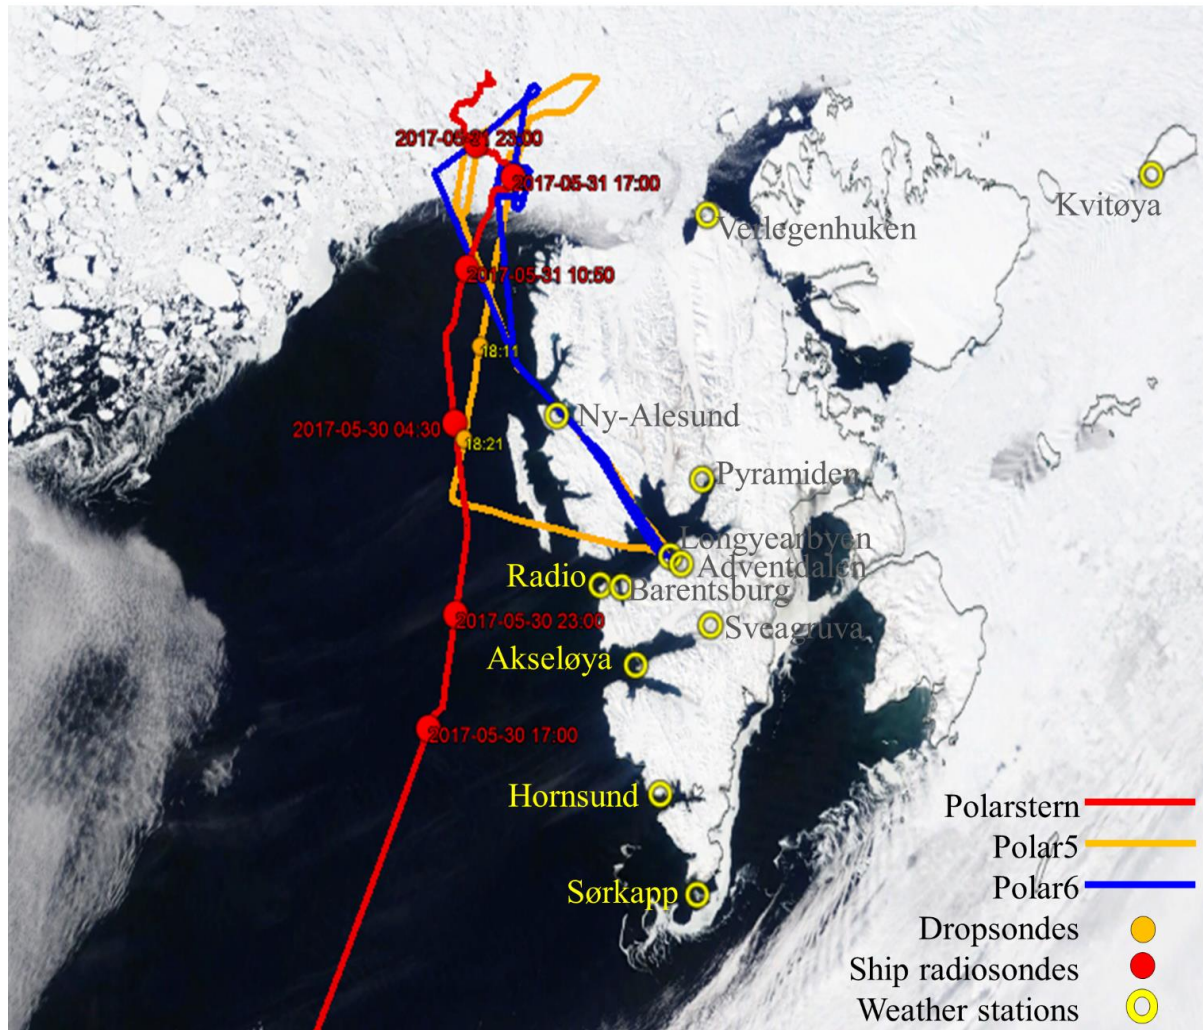 2017-05-31 23:00
2017-05-31 17:00
Kvitøya
Verlegenhuken
2017-05-31 10:50
18:11
Ny-Alesund
2017-05-30 04:30
18:21
Pyramiden
Longyearbyen
Adventdalen
Radio
Barentsburg
2017-05-30 23:00
Sveagruva
Akseløya
2017-05-30 17:00
Hornsund
Polarstern
Polar5
Sørkapp
Polar6
Dropsondes
Ship radiosondes
Weather stations